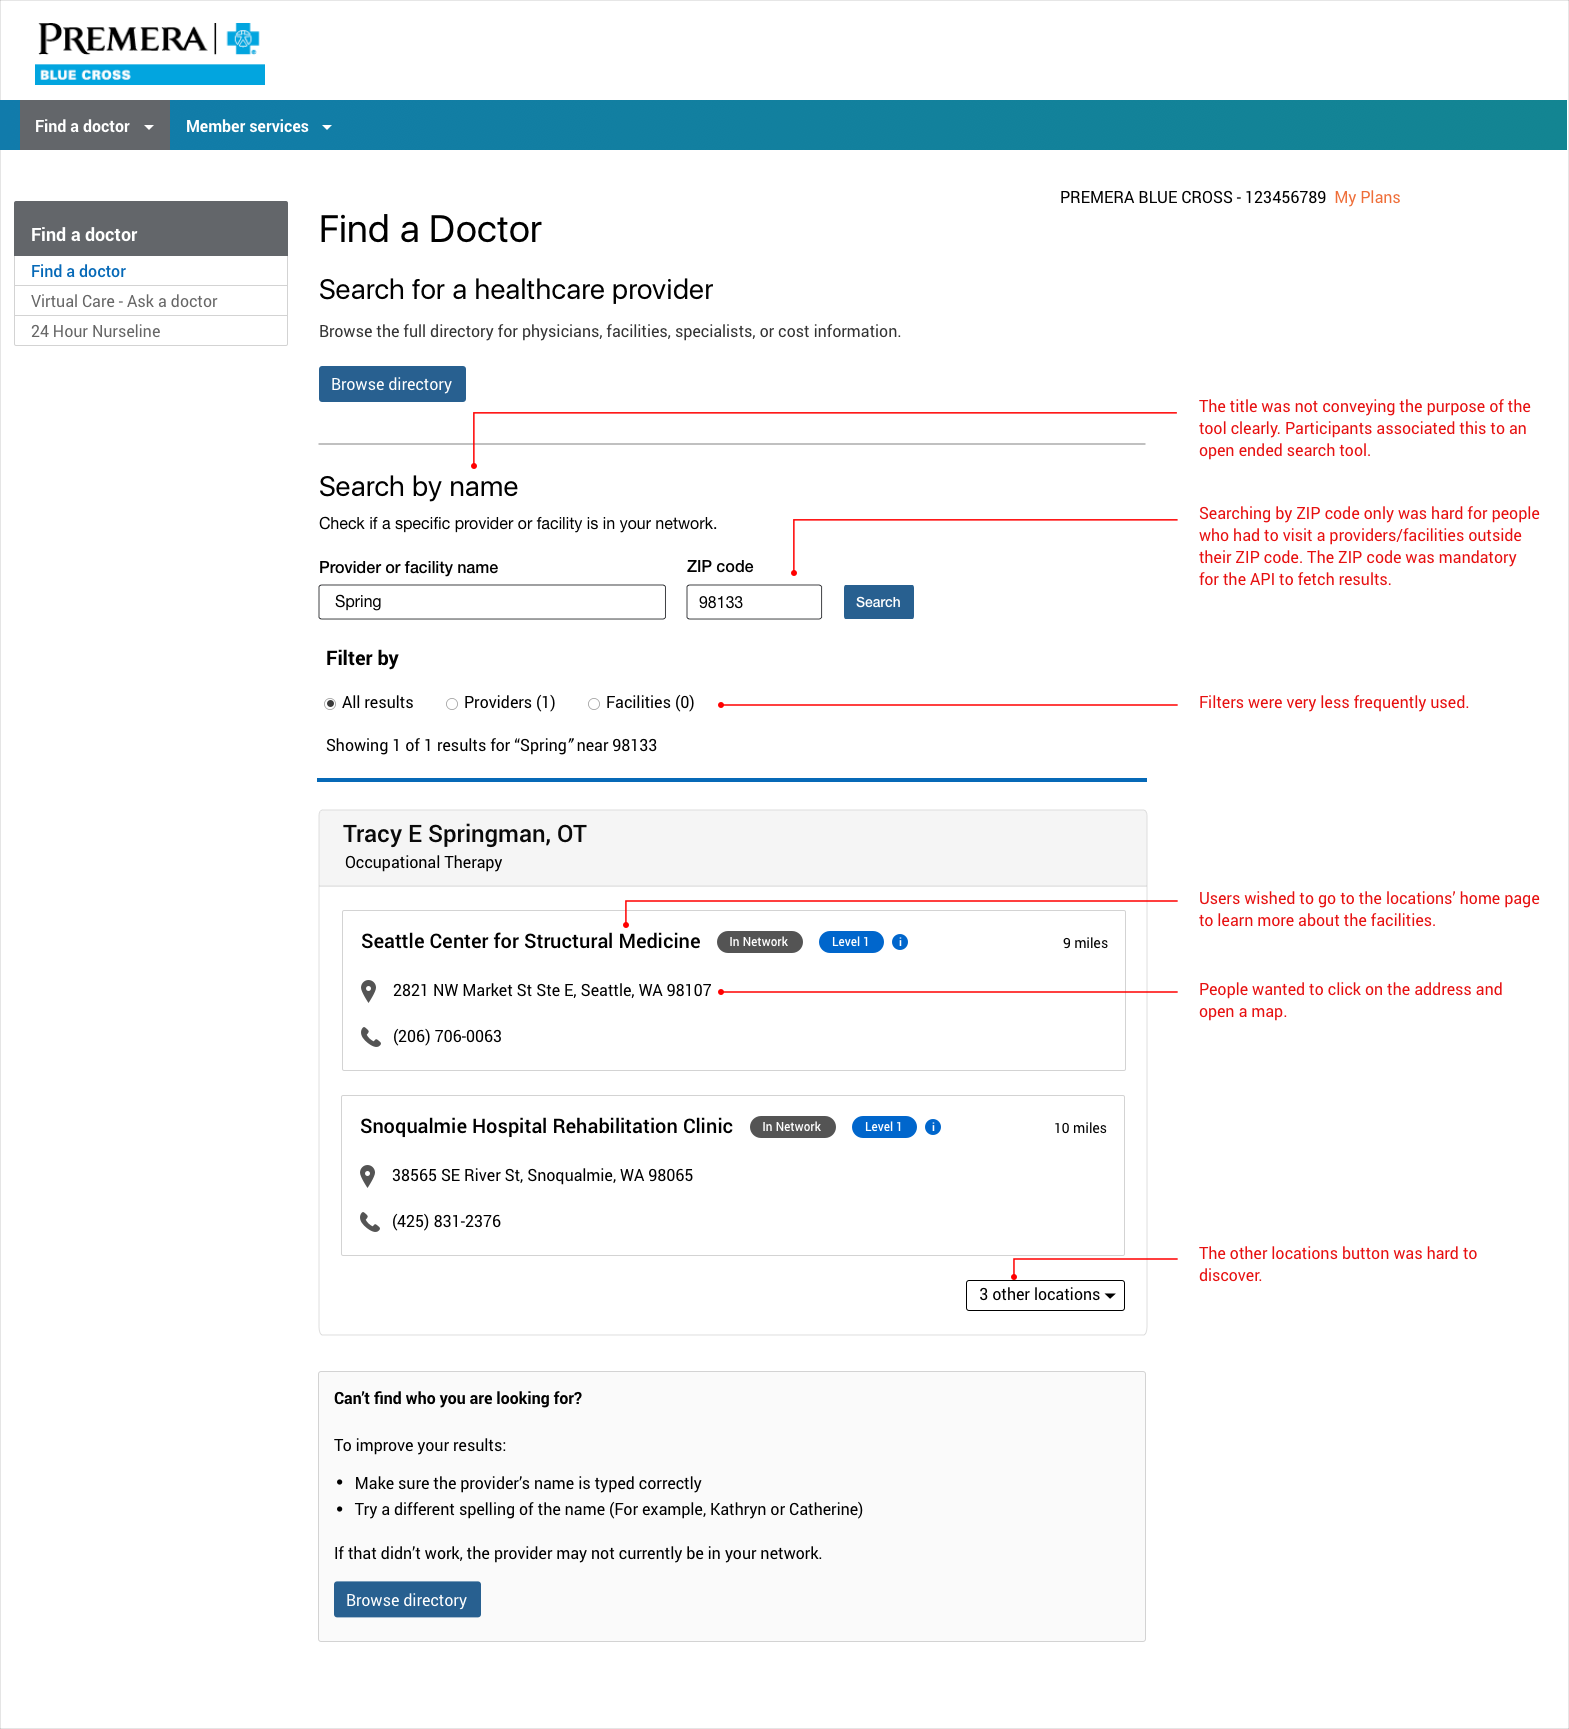 PREMERA
BLUE CROSS
Find a doctor
Member services
PREMERA BLUE CROSS - 123456789 My Plans
Find a doctor
Find a doctor
Virtual Care - Ask a doctor
24 Hour Nurseline
Find a Doctor
Search for a healthcare provider
Browse the full directory for physicians, facilities, specialists, or cost information.
Browse directory
The title was not conveying the purpose of the
tool clearly. Participants associated this to an
open ended search tool.
Search by name
Check if a specific provider or facility is in your network.
Searching by ZIP code only was hard for people
who had to visit a providers/facilities outside
their ZIP code. The ZIP code was mandatory
for the API to fetch results.
Provider or facility name
ZIP code
Spring
98133
Search
Filter by
All results
Providers (1)
Facilities (0)
Filters were very less frequently used.
Showing 1 of 1 results for “Spring” near 98133
Tracy E Springman, OT
Occupational Therapy
Users wished to go to the locations’ home page
to learn more about the facilities.
Seattle Center for Structural Medicine
In Network
Level 1
i
9 miles
2821 NW Market St Ste E, Seattle, WA 98107
People wanted to click on the address and
open a map.
(206) 706-0063
Snoqualmie Hospital Rehabilitation Clinic
In Network
Level 1
i
10 miles
38565 SE River St, Snoqualmie, WA 98065
(425) 831-2376
The other locations button was hard to
discover.
3 other locations
Can’t find who you are looking for?
To improve your results:
• Make sure the provider’s name is typed correctly
• Try a different spelling of the name (For example, Kathryn or Catherine)
If that didn’t work, the provider may not currently be in your network.
Browse directory